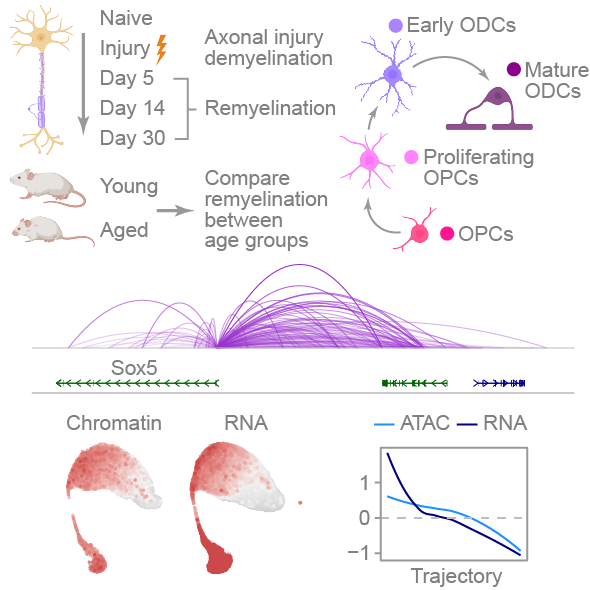 Naive
Injury
Day 5
Day 14
Day 30
Axonal injury
demyelination
Remyelination
Early ODCs
Mature
ODCs
Proliferating
OPCs
OPCs
Young
Aged
Compare
remyelination
between
age groups
Sox5
Chromatin
RNA
ATAC
RNA
1
0
−1
Trajectory